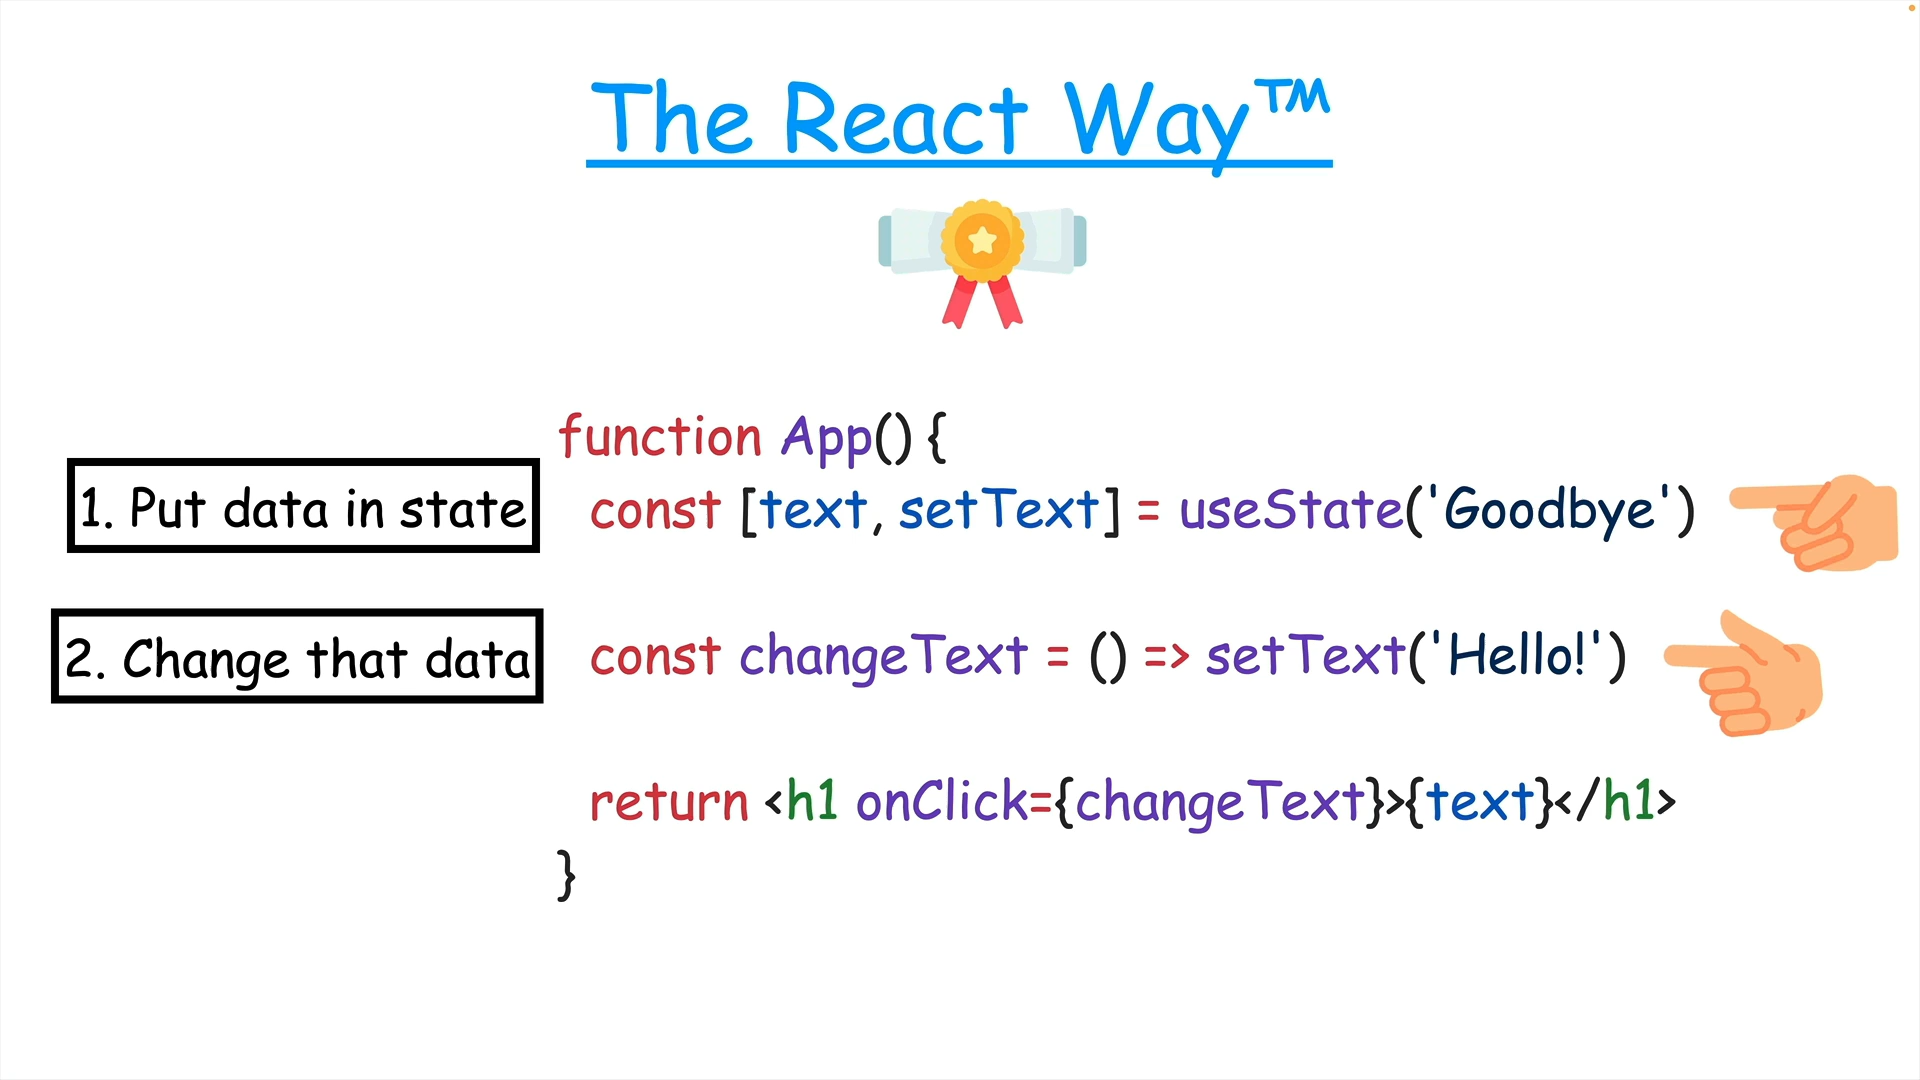 The React Way™
function App() {
1. Put data in state
const [text, setText] = useState('Goodbye')
2. Change that data
const changeText = () => setText('Hello!')
return <h1 onClick={changeText}>{text}</h1>
}